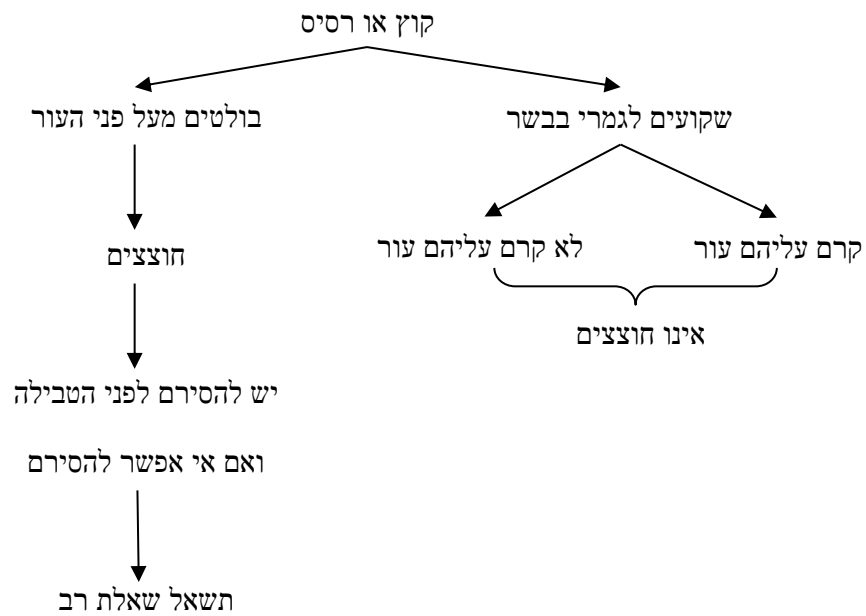 קוץ או רסיס
שקועים לגמרי בבשר
בולטים מעל פני העור
קרם עליהם עור
לא קרם עליהם עור
חוצצים
אינו חוצצים
יש להסירם לפני הטבילה
ואם אי אפשר להסירם
תשאל שאלת רב